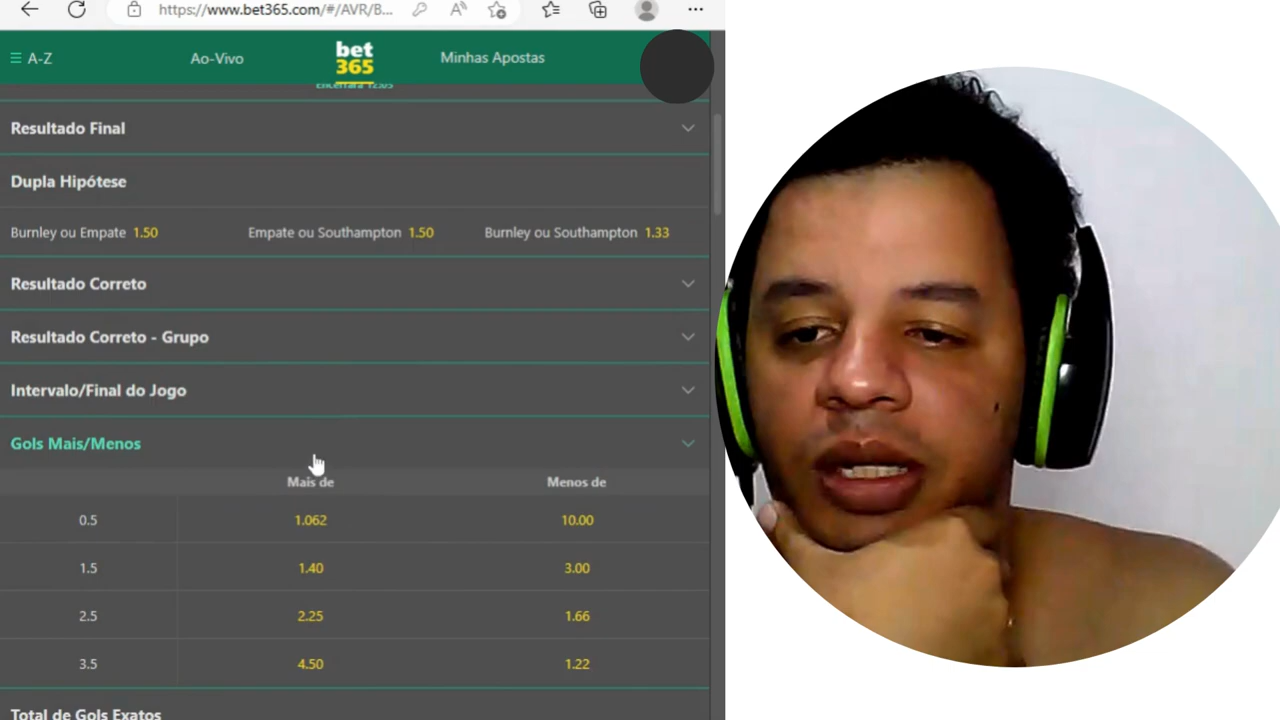 https://www.bet365.com/#/AVR/B...
A-Z
Ao-Vivo
bet
365
Minhas Apostas
Encerrará 12:03
Resultado Final
Dupla Hipótese
Burnley ou Empate 1.50 Empate ou Southampton 1.50 Burnley ou Southampton 1.33
Resultado Correto
Resultado Correto - Grupo
Intervalo/Final do Jogo
Gols Mais/Menos
Mais de Menos de
0.5 1.062 10.00
1.5 1.40 3.00
2.5 2.25 1.66
3.5 4.50 1.22
Total de Gols Exatos